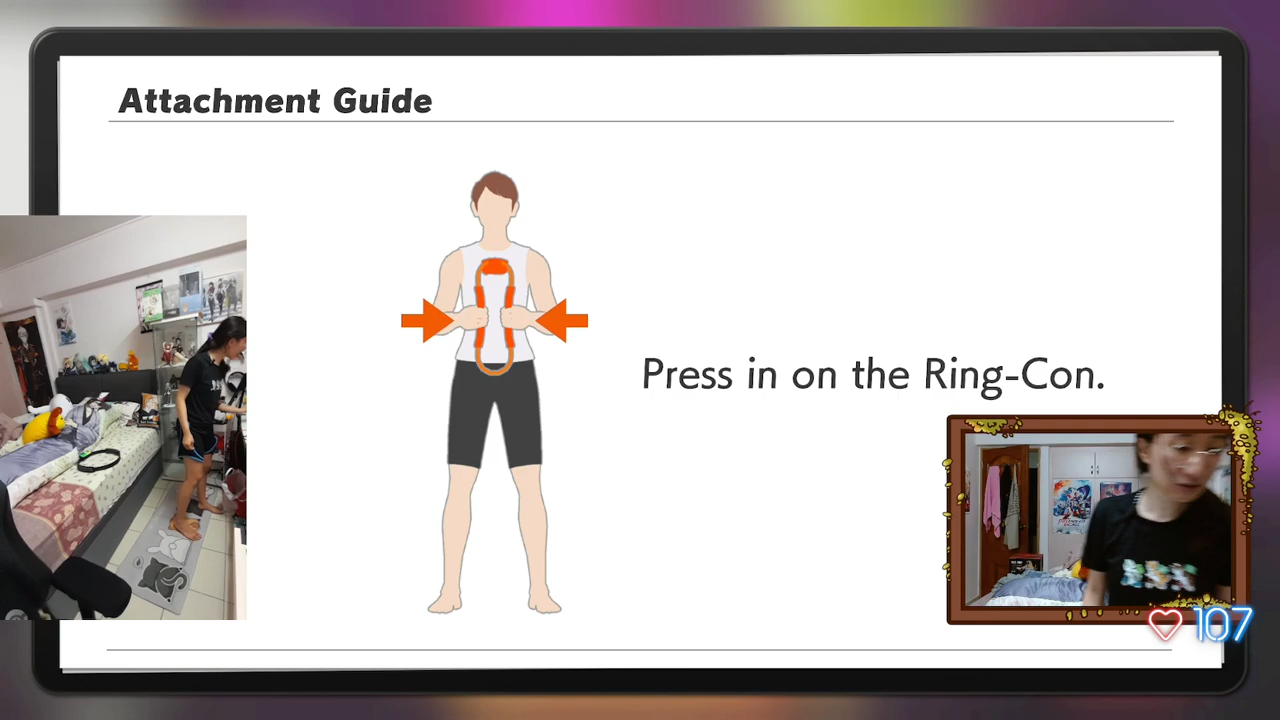 Attachment Guide
Press in on the Ring-Con.
107